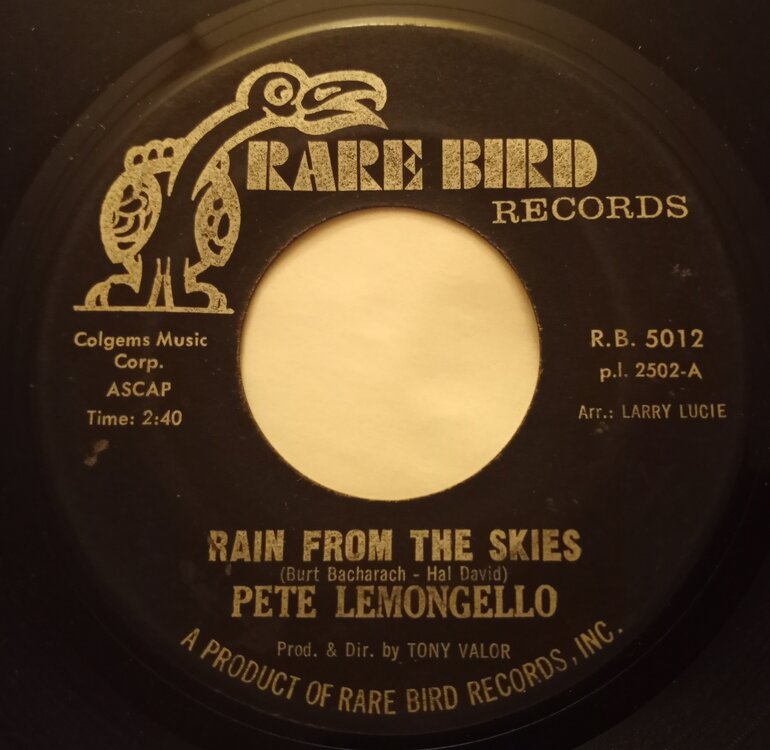 RARE BIRD
RECORDS
Colgems Music
Corp.
ASCAP
Time: 2:40
R.B. 5012
p.l. 2502-A
Arr.: LARRY LUCIE
RAIN FROM THE SKIES
(Burt Bacharach - Hal David)
PETE LEMONGELLO
Prod. & Dir. by TONY VALOR
A PRODUCT OF RARE BIRD RECORDS, INC.